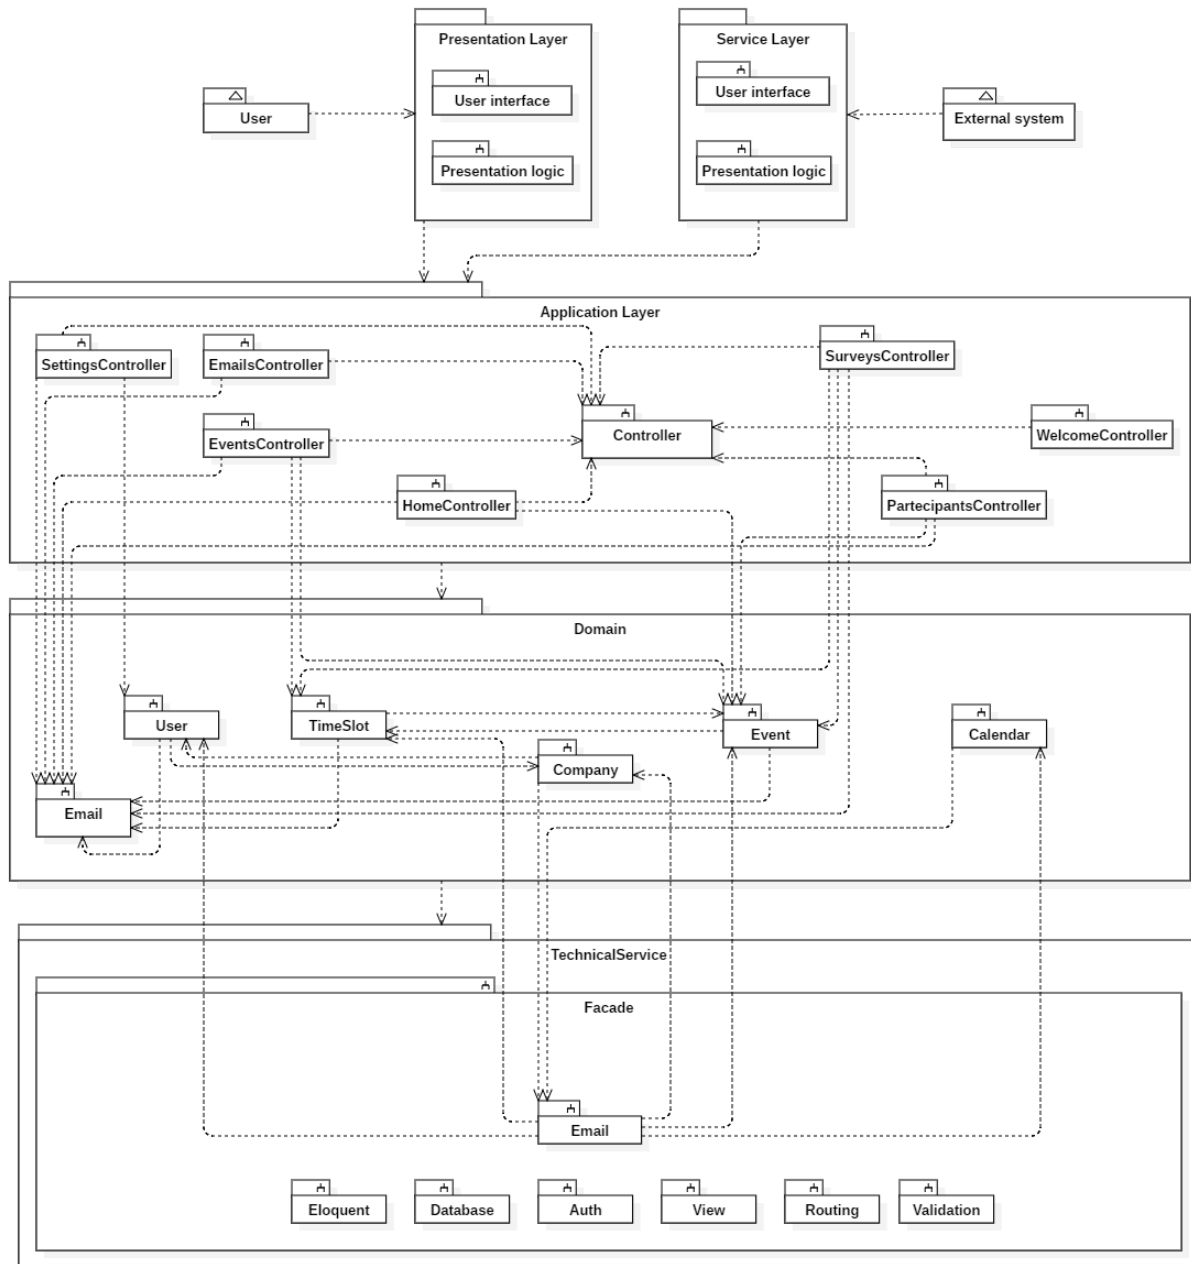 Presentation Layer
Service Layer
User interface
User interface
User
External system
Presentation logic
Presentation logic
Application Layer
SettingsController
EmailsController
SurveysController
EventsController
Controller
WelcomeController
HomeController
PartecipantsController
Domain
User
TimeSlot
Event
Calendar
Company
Email
TechnicalService
Facade
Email
Eloquent
Database
Auth
View
Routing
Validation